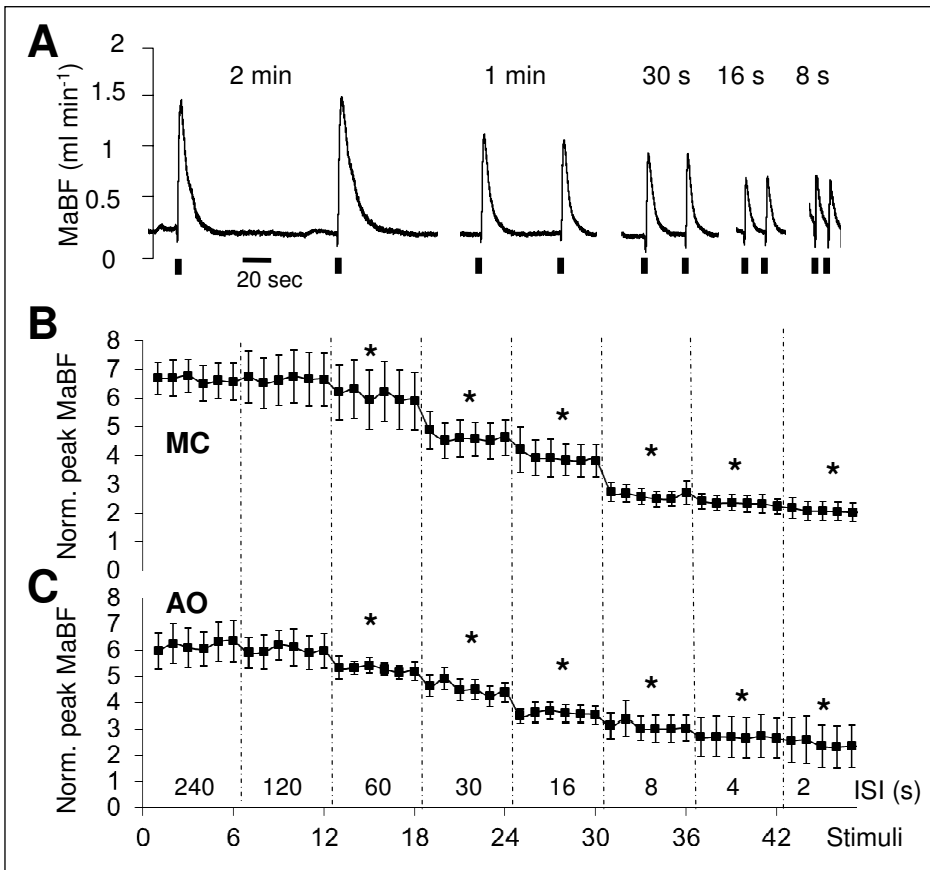 A
2
1.5
1
0.5
0
MaBF (ml min⁻¹)
2 min 1 min 30 s 16 s 8 s
20 sec
B
8
7
6
5
4
3
2
1
0
Norm. peak MaBF
MC
* * * * * *
C
8
7
6
5
4
3
2
1
0
Norm. peak MaBF
AO
* * * * * *
240 120 60 30 16 8 4 2 ISI (s)
0 6 12 18 24 30 36 42 Stimuli